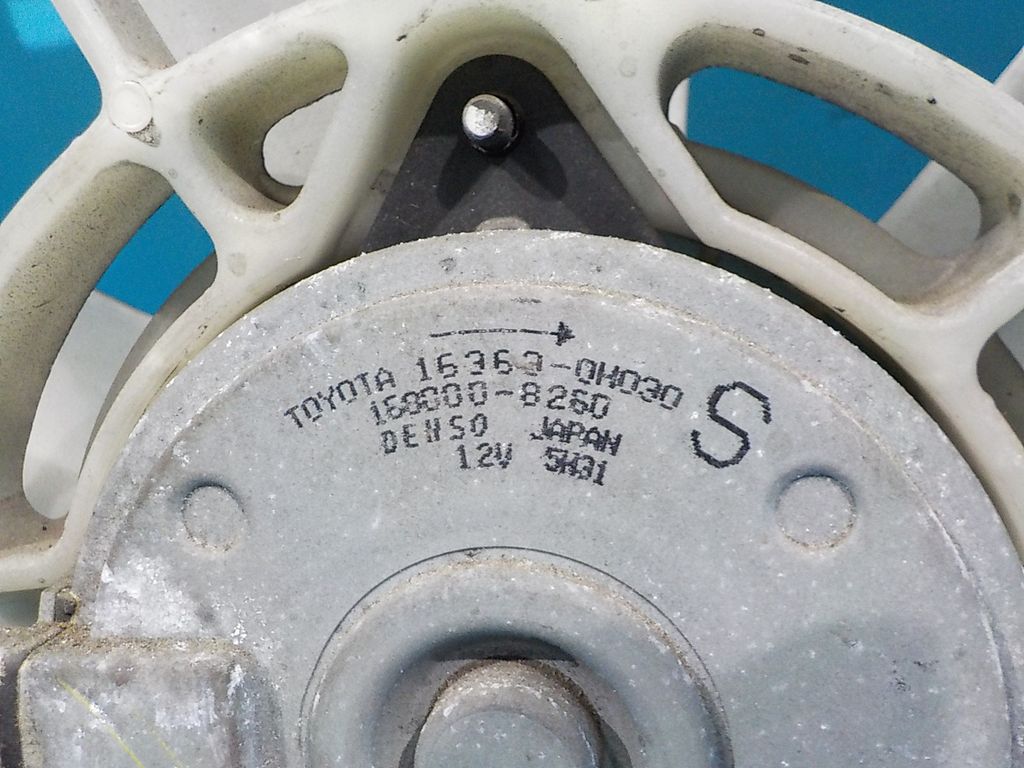 TOYOTA 16363-0H030
168000-8260
DENSO JAPAN
12V 5H31
S